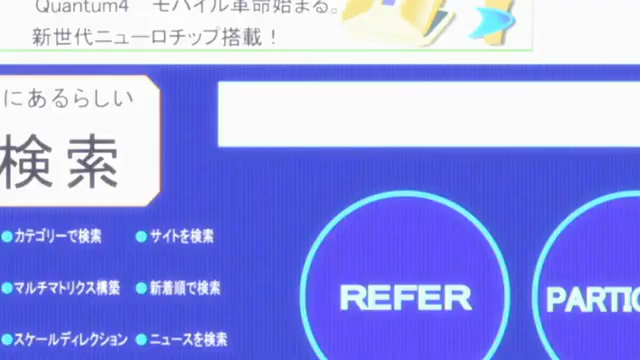 Quantum4 モバイル革命始まる。
新世代ニューロチップ搭載！
にあるらしい
検索
●カテゴリーで検索 ●サイトを検索
●マルチマトリクス構築 ●新着順で検索
●スケールディレクション ●ニュースを検索
REFER
PARTIC